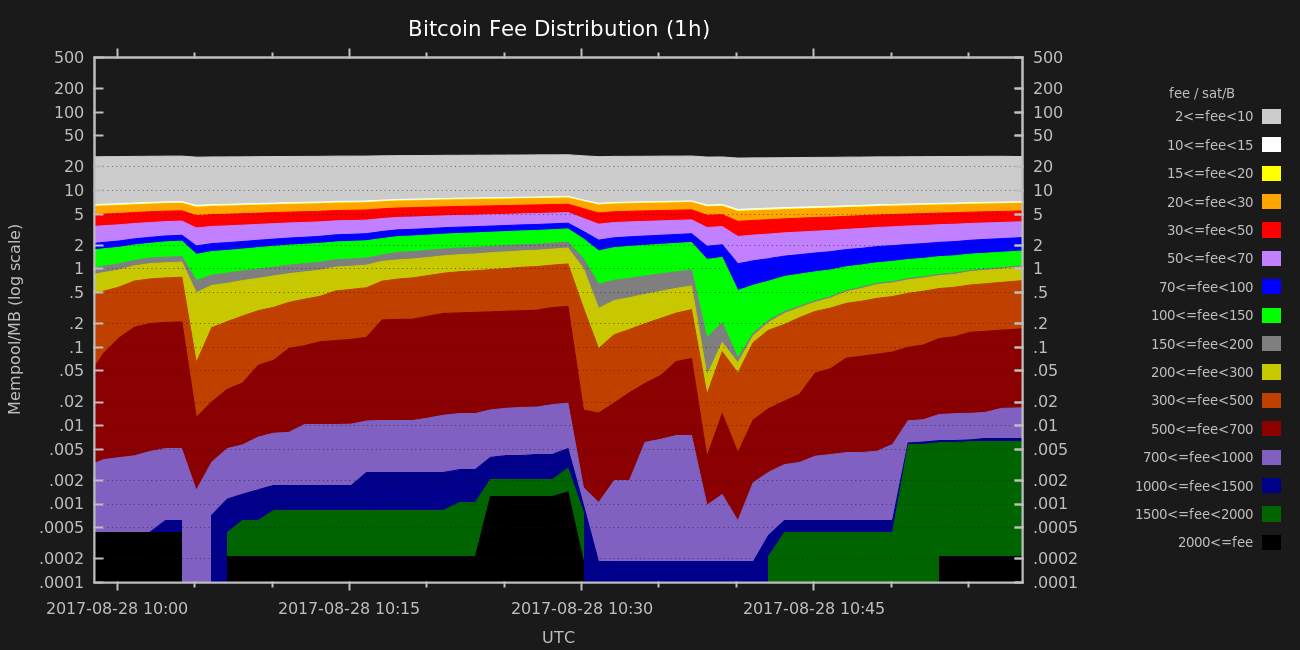 Bitcoin Fee Distribution (1h)
Mempool/MB (log scale)
500
200
100
50
20
10
5
2
1
.5
.2
.1
.05
.02
.01
.005
.002
.001
.0005
.0002
.0001
500
200
100
50
20
10
5
2
1
.5
.2
.1
.05
.02
.01
.005
.002
.001
.0005
.0002
.0001
2017-08-28 10:00
2017-08-28 10:15
2017-08-28 10:30
2017-08-28 10:45
UTC
fee / sat/B
2<=fee<10
10<=fee<15
15<=fee<20
20<=fee<30
30<=fee<50
50<=fee<70
70<=fee<100
100<=fee<150
150<=fee<200
200<=fee<300
300<=fee<500
500<=fee<700
700<=fee<1000
1000<=fee<1500
1500<=fee<2000
2000<=fee